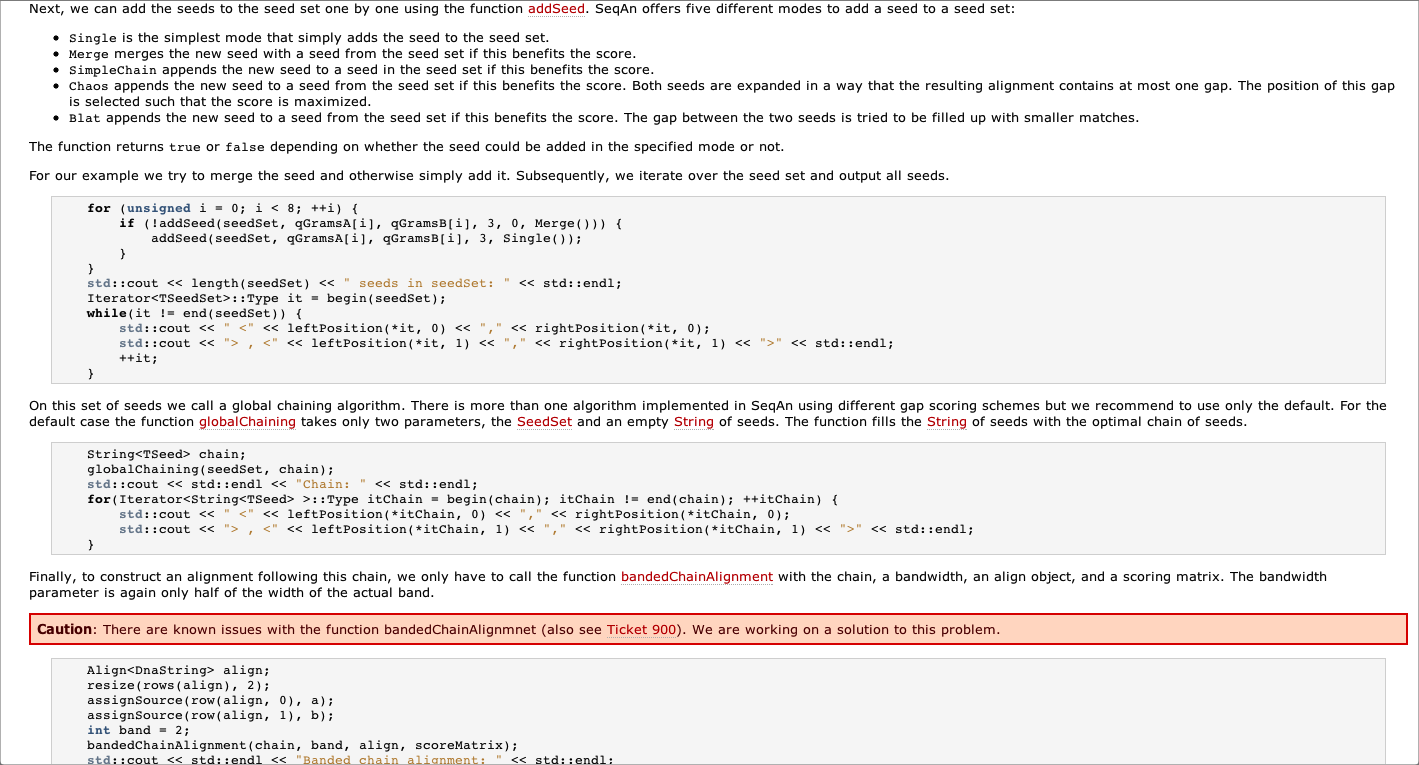 Next, we can add the seeds to the seed set one by one using the function addSeed. SeqAn offers five different modes to add a seed to a seed set:
• Single is the simplest mode that simply adds the seed to the seed set.
• Merge merges the new seed with a seed from the seed set if this benefits the score.
• SimpleChain appends the new seed to a seed in the seed set if this benefits the score.
• Chaos appends the new seed to a seed from the seed set if this benefits the score. Both seeds are expanded in a way that the resulting alignment contains at most one gap. The position of this gap
is selected such that the score is maximized.
• Blat appends the new seed to a seed from the seed set if this benefits the score. The gap between the two seeds is tried to be filled up with smaller matches.
The function returns true or false depending on whether the seed could be added in the specified mode or not.
For our example we try to merge the seed and otherwise simply add it. Subsequently, we iterate over the seed set and output all seeds.
for (unsigned i = 0; i < 8; ++i) {
    if (!addSeed(seedSet, qGramsA[i], qGramsB[i], 3, 0, Merge())) {
        addSeed(seedSet, qGramsA[i], qGramsB[i], 3, Single());
    }
}
std::cout << length(seedSet) << " seeds in seedSet: " << std::endl;
Iterator<TSeedSet>::Type it = begin(seedSet);
while(it != end(seedSet)) {
    std::cout << " <" << leftPosition(*it, 0) << "," << rightPosition(*it, 0);
    std::cout << "> , <" << leftPosition(*it, 1) << "," << rightPosition(*it, 1) << ">" << std::endl;
    ++it;
}
On this set of seeds we call a global chaining algorithm. There is more than one algorithm implemented in SeqAn using different gap scoring schemes but we recommend to use only the default. For the
default case the function globalChaining takes only two parameters, the SeedSet and an empty String of seeds. The function fills the String of seeds with the optimal chain of seeds.
String<TSeed> chain;
globalChaining(seedSet, chain);
std::cout << std::endl << "Chain: " << std::endl;
for(Iterator<String<TSeed> >::Type itChain = begin(chain); itChain != end(chain); ++itChain) {
    std::cout << " <" << leftPosition(*itChain, 0) << "," << rightPosition(*itChain, 0);
    std::cout << "> , <" << leftPosition(*itChain, 1) << "," << rightPosition(*itChain, 1) << ">" << std::endl;
}
Finally, to construct an alignment following this chain, we only have to call the function bandedChainAlignment with the chain, a bandwidth, an align object, and a scoring matrix. The bandwidth
parameter is again only half of the width of the actual band.
Caution: There are known issues with the function bandedChainAlignmnet (also see Ticket 900). We are working on a solution to this problem.
Align<DnaString> align;
resize(rows(align), 2);
assignSource(row(align, 0), a);
assignSource(row(align, 1), b);
int band = 2;
bandedChainAlignment(chain, band, align, scoreMatrix);
std::cout << std::endl << "Banded chain alignment: " << std::endl;